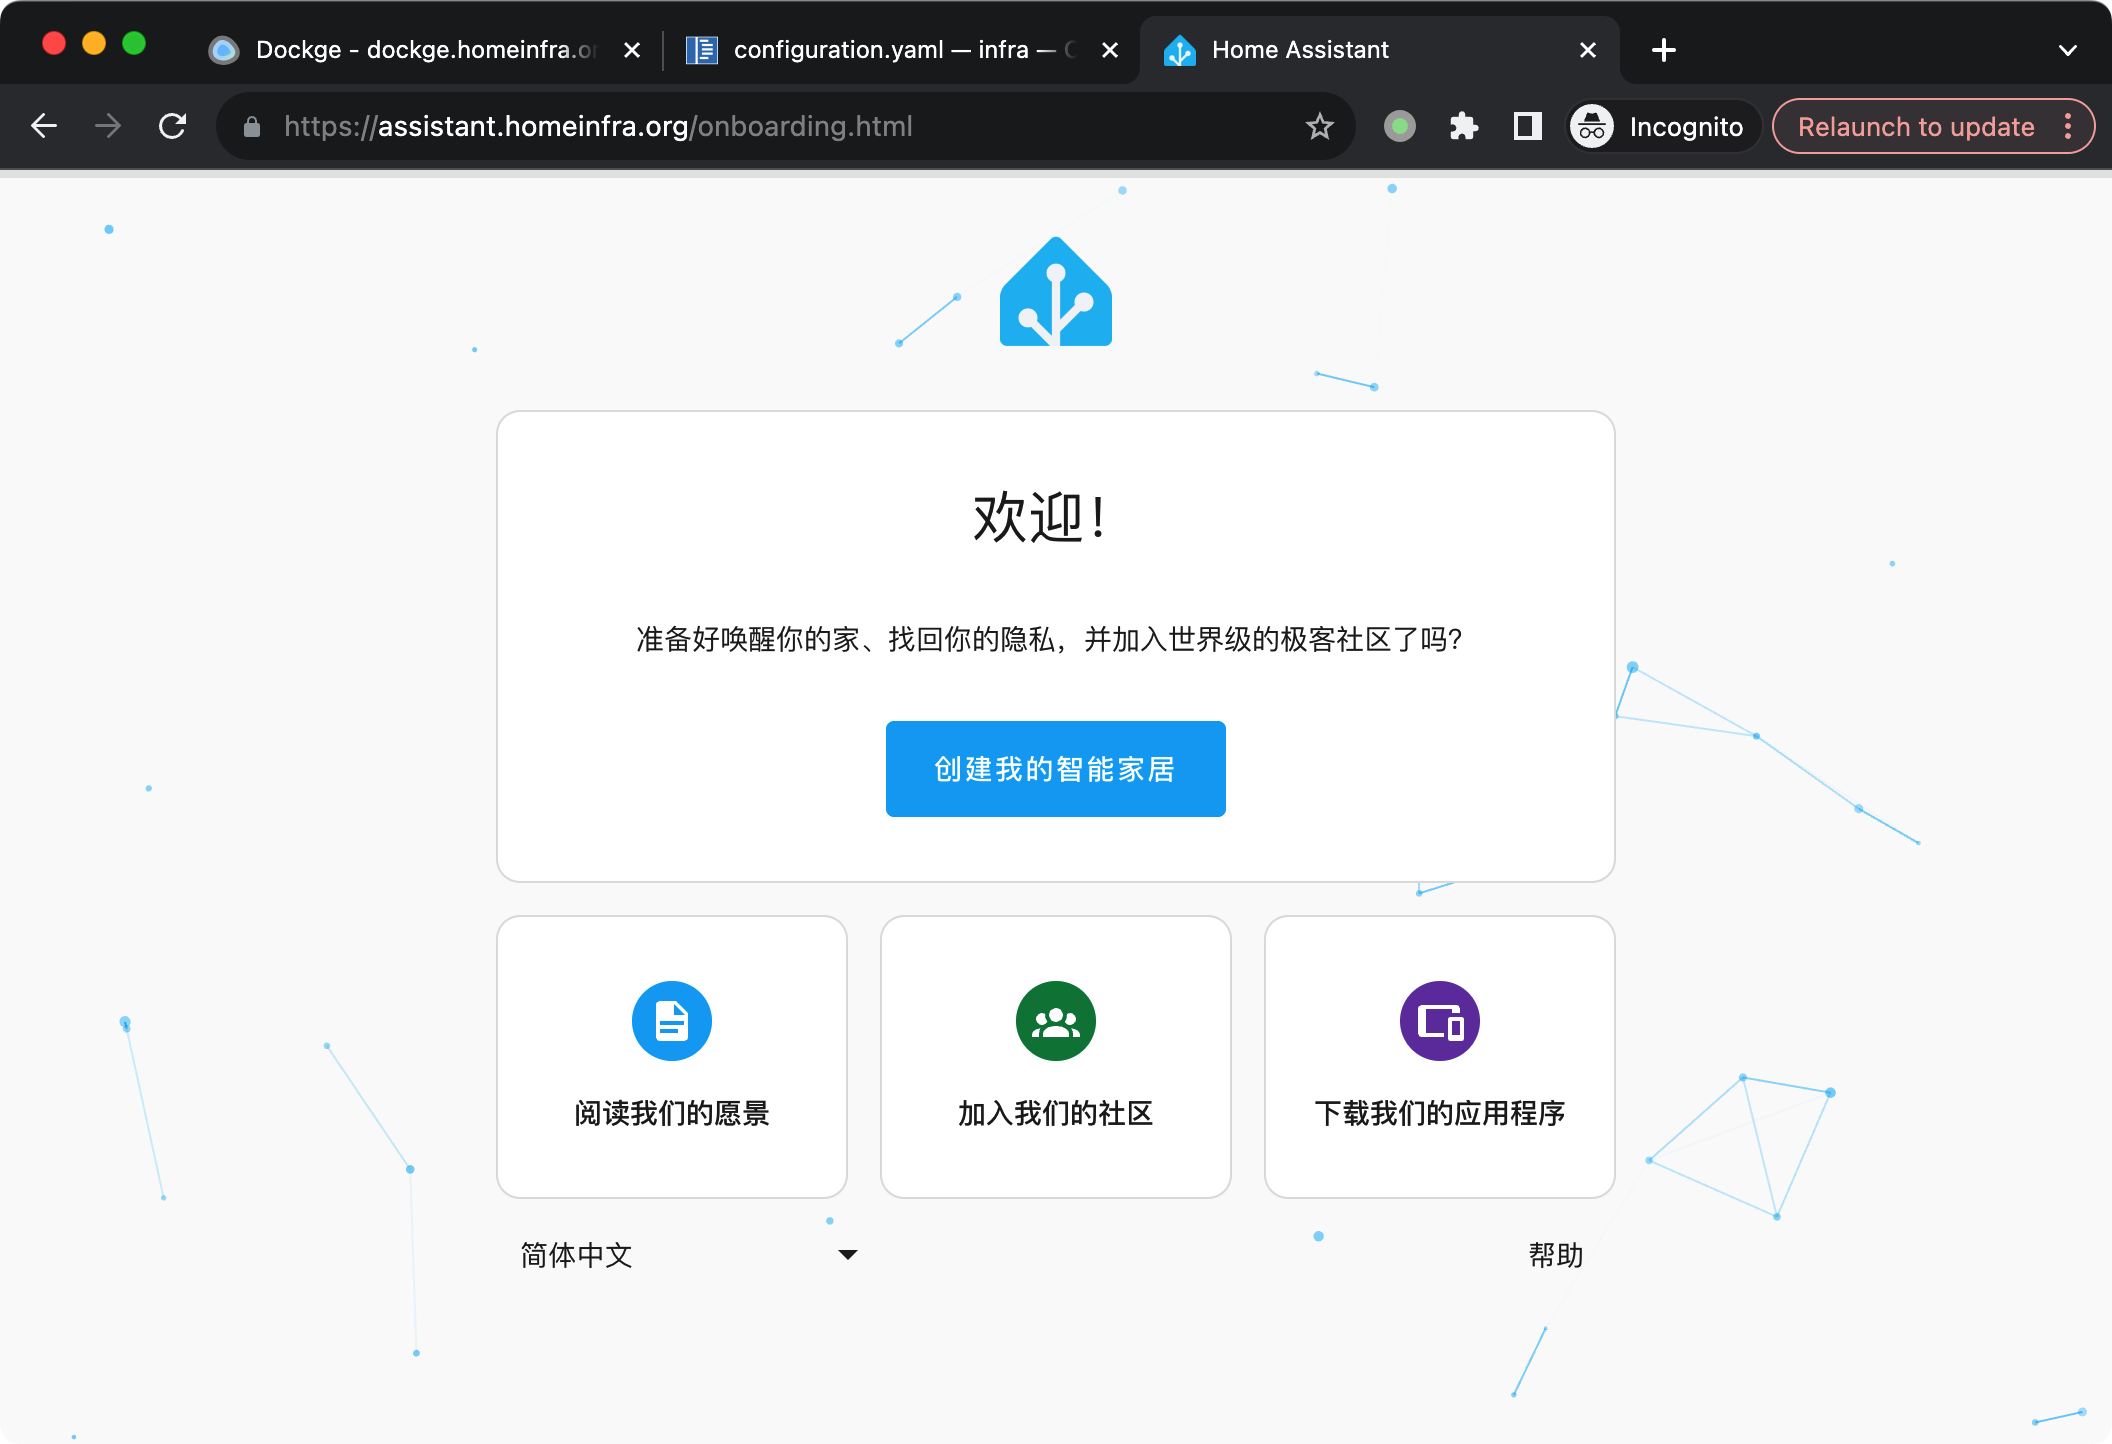 Dockge - dockge.homeinfra.or
configuration.yaml — infra —
Home Assistant
https://assistant.homeinfra.org/onboarding.html
Incognito
Relaunch to update
欢迎！
准备好唤醒你的家、找回你的隐私，并加入世界级的极客社区了吗？
创建我的智能家居
阅读我们的愿景
加入我们的社区
下载我们的应用程序
简体中文
帮助